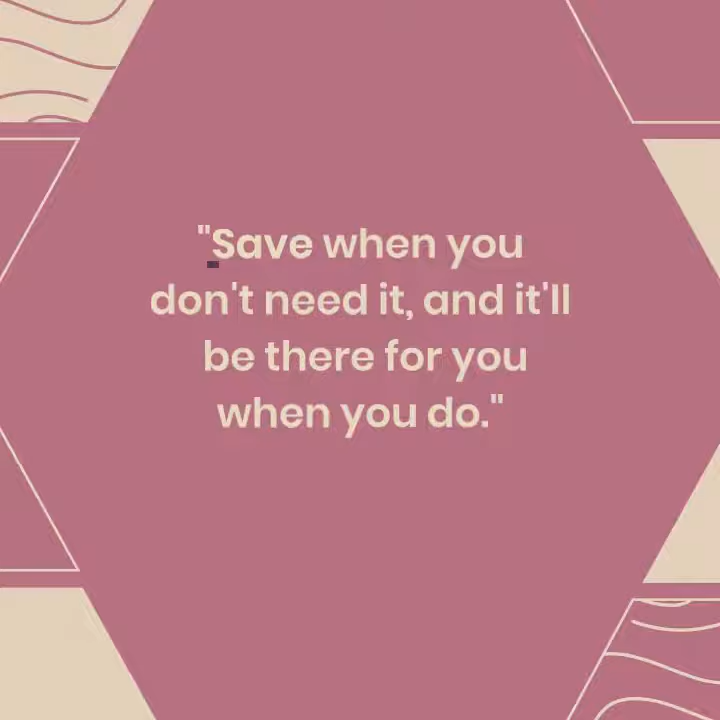 "Save when you
don't need it, and it'll
be there for you
when you do."